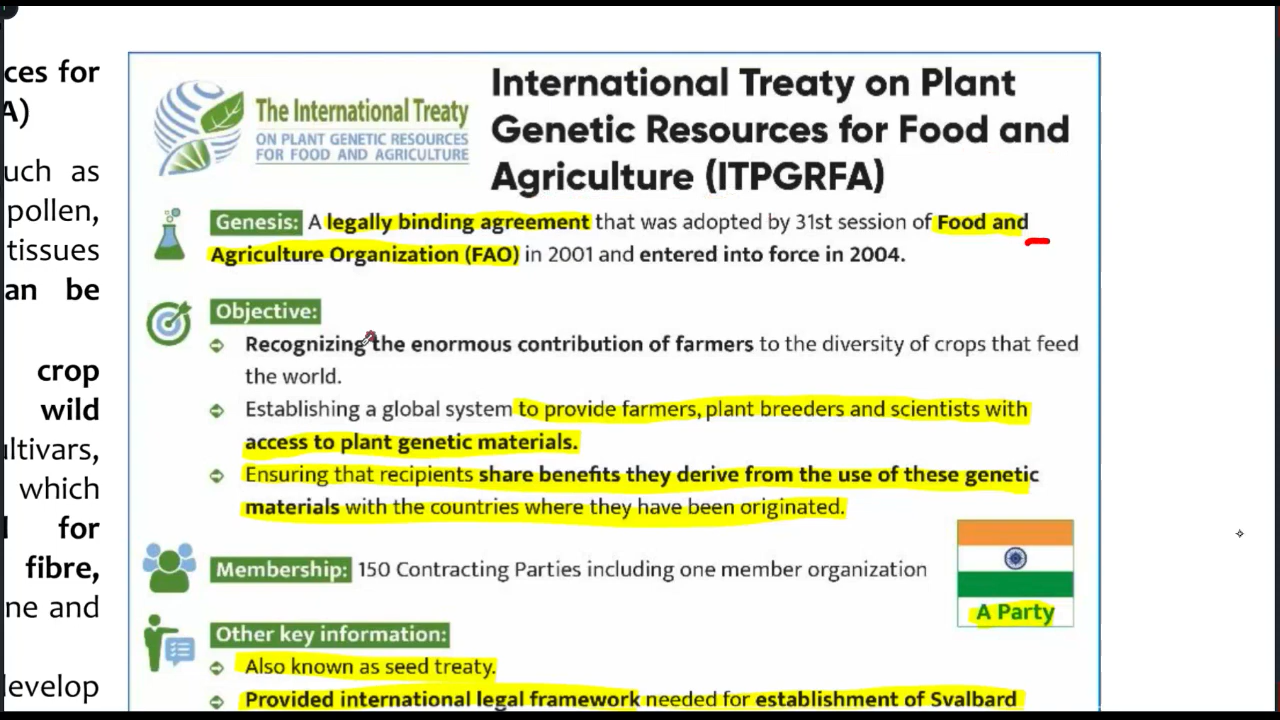 ces for
A)
uch as
pollen,
tissues
an be
crop
wild
ultivars,
which
for
fibre,
ne and
develop
The International Treaty
ON PLANT GENETIC RESOURCES
FOR FOOD AND AGRICULTURE
International Treaty on Plant
Genetic Resources for Food and
Agriculture (ITPGRFA)
Genesis: A legally binding agreement that was adopted by 31st session of Food and
Agriculture Organization (FAO) in 2001 and entered into force in 2004.
Objective:
Recognizing the enormous contribution of farmers to the diversity of crops that feed
the world.
Establishing a global system to provide farmers, plant breeders and scientists with
access to plant genetic materials.
Ensuring that recipients share benefits they derive from the use of these genetic
materials with the countries where they have been originated.
Membership: 150 Contracting Parties including one member organization
A Party
Other key information:
Also known as seed treaty.
Provided international legal framework needed for establishment of Svalbard